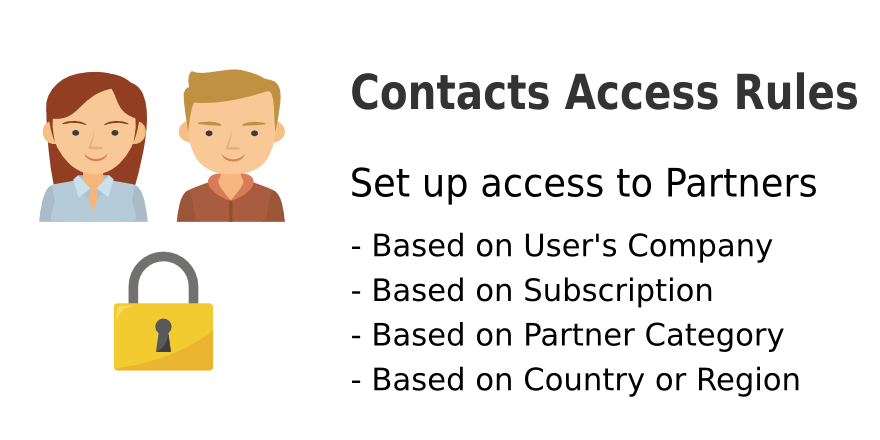 Contacts Access Rules
Set up access to Partners
- Based on User's Company
- Based on Subscription
- Based on Partner Category
- Based on Country or Region